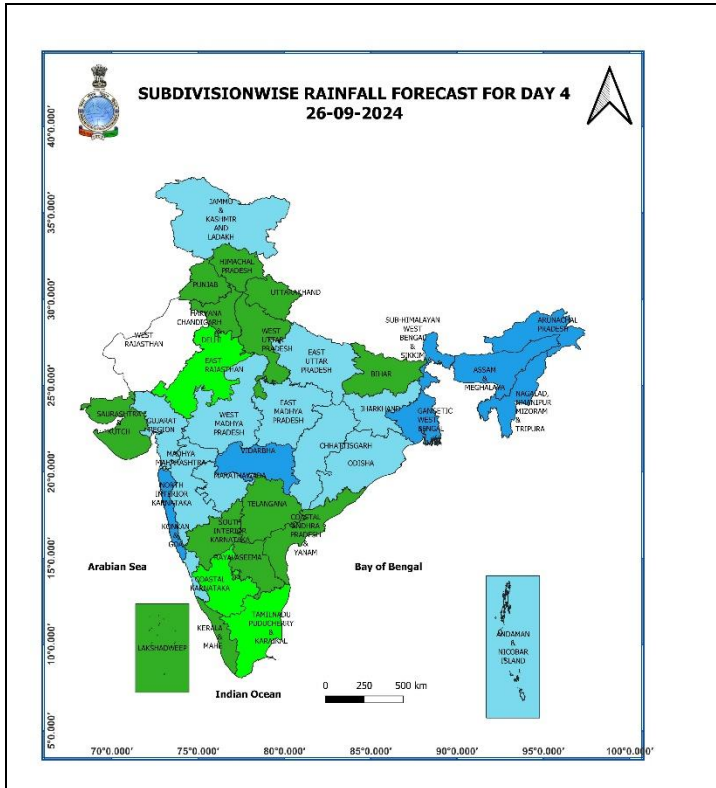 SUBDIVISIONWISE RAINFALL FORECAST FOR DAY 4
26-09-2024
40°0.000'
35°0.000'
30°0.000'
25°0.000'
20°0.000'
15°0.000'
10°0.000'
5°0.000'
JAMMU
&
KASHMIR
AND
LADAKH
HIMACHAL
PRADESH
PUNJAB
UTTARAKHAND
HARYANA
CHANDIGARH
&
DELHI
WEST
RAJASTHAN
WEST
UTTAR
PRADESH
EAST
RAJASTHAN
EAST
UTTAR
PRADESH
SUB-HIMALAYAN
WEST
BENGAL
&
SIKKIM
ARUNACHAL
PRADESH
BIHAR
ASSAM
&
MEGHALAYA
NAGALAD,
MANIPUR
MIZORAM
&
TRIPURA
SAURASHTRA
&
KUTCH
GUJARAT
REGION
WEST
MADHYA
PRADESH
EAST
MADHYA
PRADESH
JHARKHAND
GANGETIC
WEST
BENGAL
CHHATTISGARH
ODISHA
VIDARBHA
MADHYA
MAHARASHTRA
MARATHAWADA
NORTH
INTERIOR
KARNATAKA
KONKAN
&
GOA
TELANGANA
SOUTH
INTERIOR
KARNATAKA
COASTAL
ANDHRA
PRADESH
&
YANAM
RAYALASEEMA
Arabian Sea
Bay of Bengal
COASTAL
KARNATAKA
TAMILNADU
PUDUCHERRY
&
KARAIKAL
KERALA
&
MAHE
LAKSHADWEEP
ANDAMAN
&
NICOBAR
ISLAND
Indian Ocean
0 250 500 km
70°0.000' 75°0.000' 80°0.000' 85°0.000' 90°0.000' 95°0.000' 100°0.000'